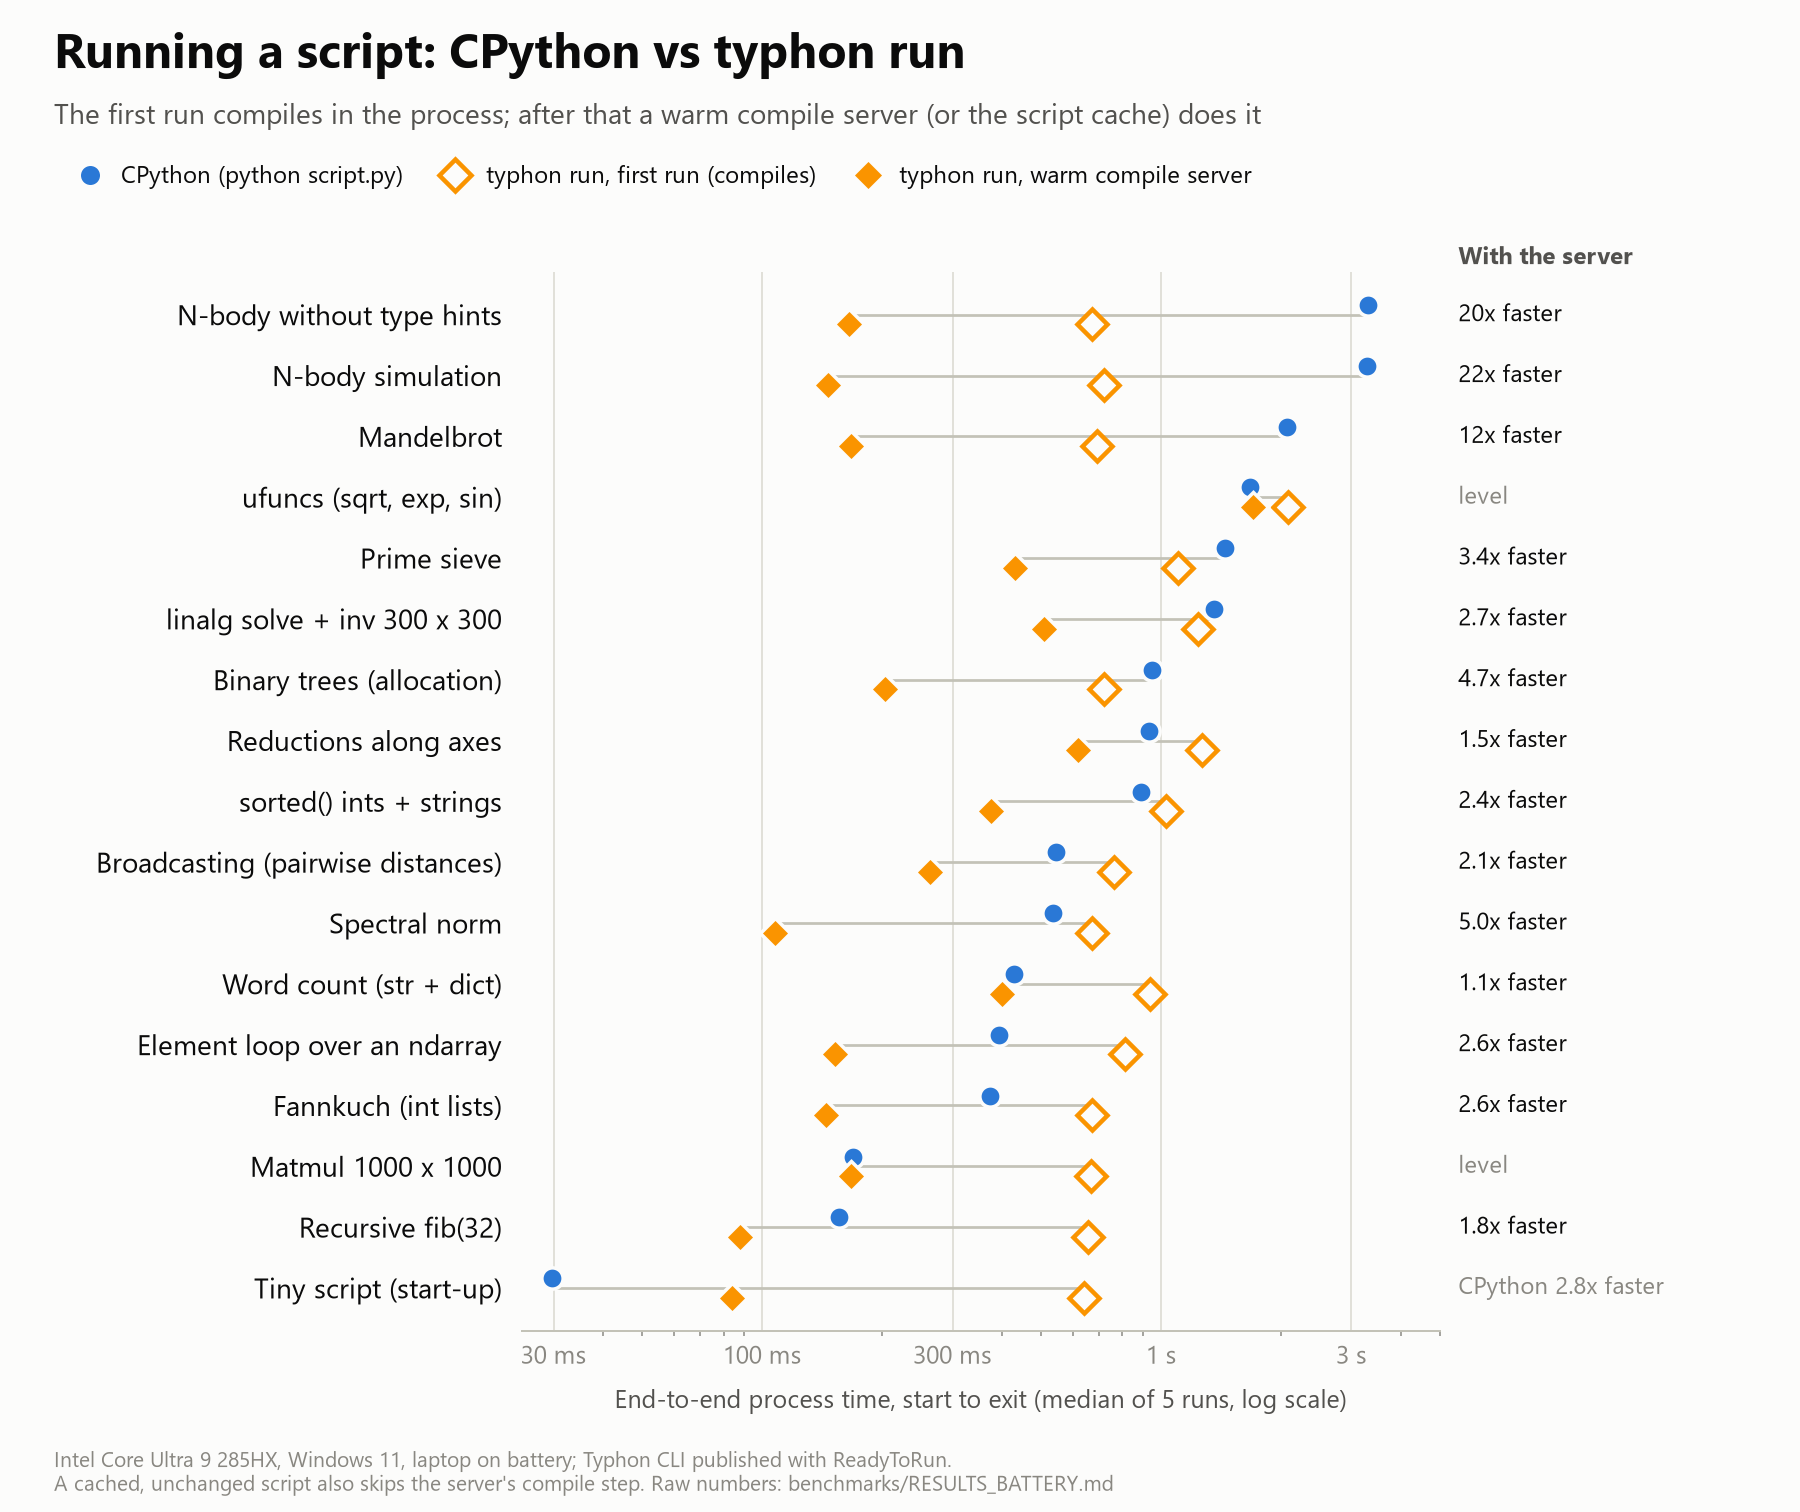 Running a script: CPython vs typhon run
The first run compiles in the process; after that a warm compile server (or the script cache) does it
CPython (python script.py)
typhon run, first run (compiles)
typhon run, warm compile server
With the server
N-body without type hints
20x faster
N-body simulation
22x faster
Mandelbrot
12x faster
ufuncs (sqrt, exp, sin)
level
Prime sieve
3.4x faster
linalg solve + inv 300 x 300
2.7x faster
Binary trees (allocation)
4.7x faster
Reductions along axes
1.5x faster
sorted() ints + strings
2.4x faster
Broadcasting (pairwise distances)
2.1x faster
Spectral norm
5.0x faster
Word count (str + dict)
1.1x faster
Element loop over an ndarray
2.6x faster
Fannkuch (int lists)
2.6x faster
Matmul 1000 x 1000
level
Recursive fib(32)
1.8x faster
Tiny script (start-up)
CPython 2.8x faster
30 ms
100 ms
300 ms
1 s
3 s
End-to-end process time, start to exit (median of 5 runs, log scale)
Intel Core Ultra 9 285HX, Windows 11, laptop on battery; Typhon CLI published with ReadyToRun.
A cached, unchanged script also skips the server's compile step. Raw numbers: benchmarks/RESULTS_BATTERY.md